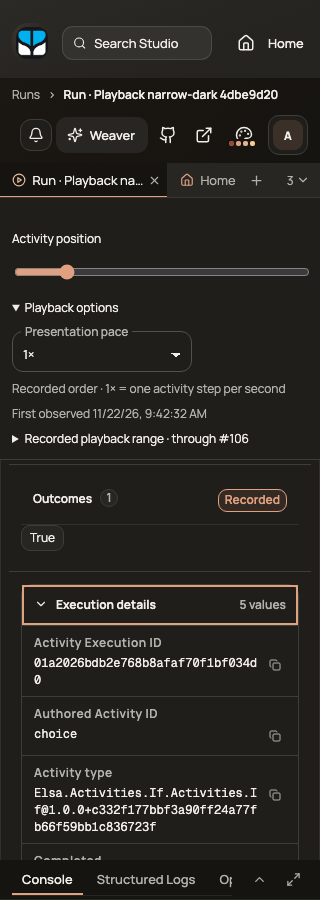 Search Studio
Home
Runs › Run · Playback narrow-dark 4dbe9d20
Weaver
A
Run · Playback na...
Home
3
Activity position
Playback options
Presentation pace
1×
Recorded order · 1× = one activity step per second
First observed 11/22/26, 9:42:32 AM
Recorded playback range · through #106
Outcomes 1
Recorded
True
Execution details
5 values
Activity Execution ID
01a2026bdb2e768b8afaf70f1bf034d
0
Authored Activity ID
choice
Activity type
Elsa.Activities.If.Activities.I
f@1.0.0+c332f177bbf3a90ff24a77f
b66f59bb1c836723f
Completed
Console
Structured Logs